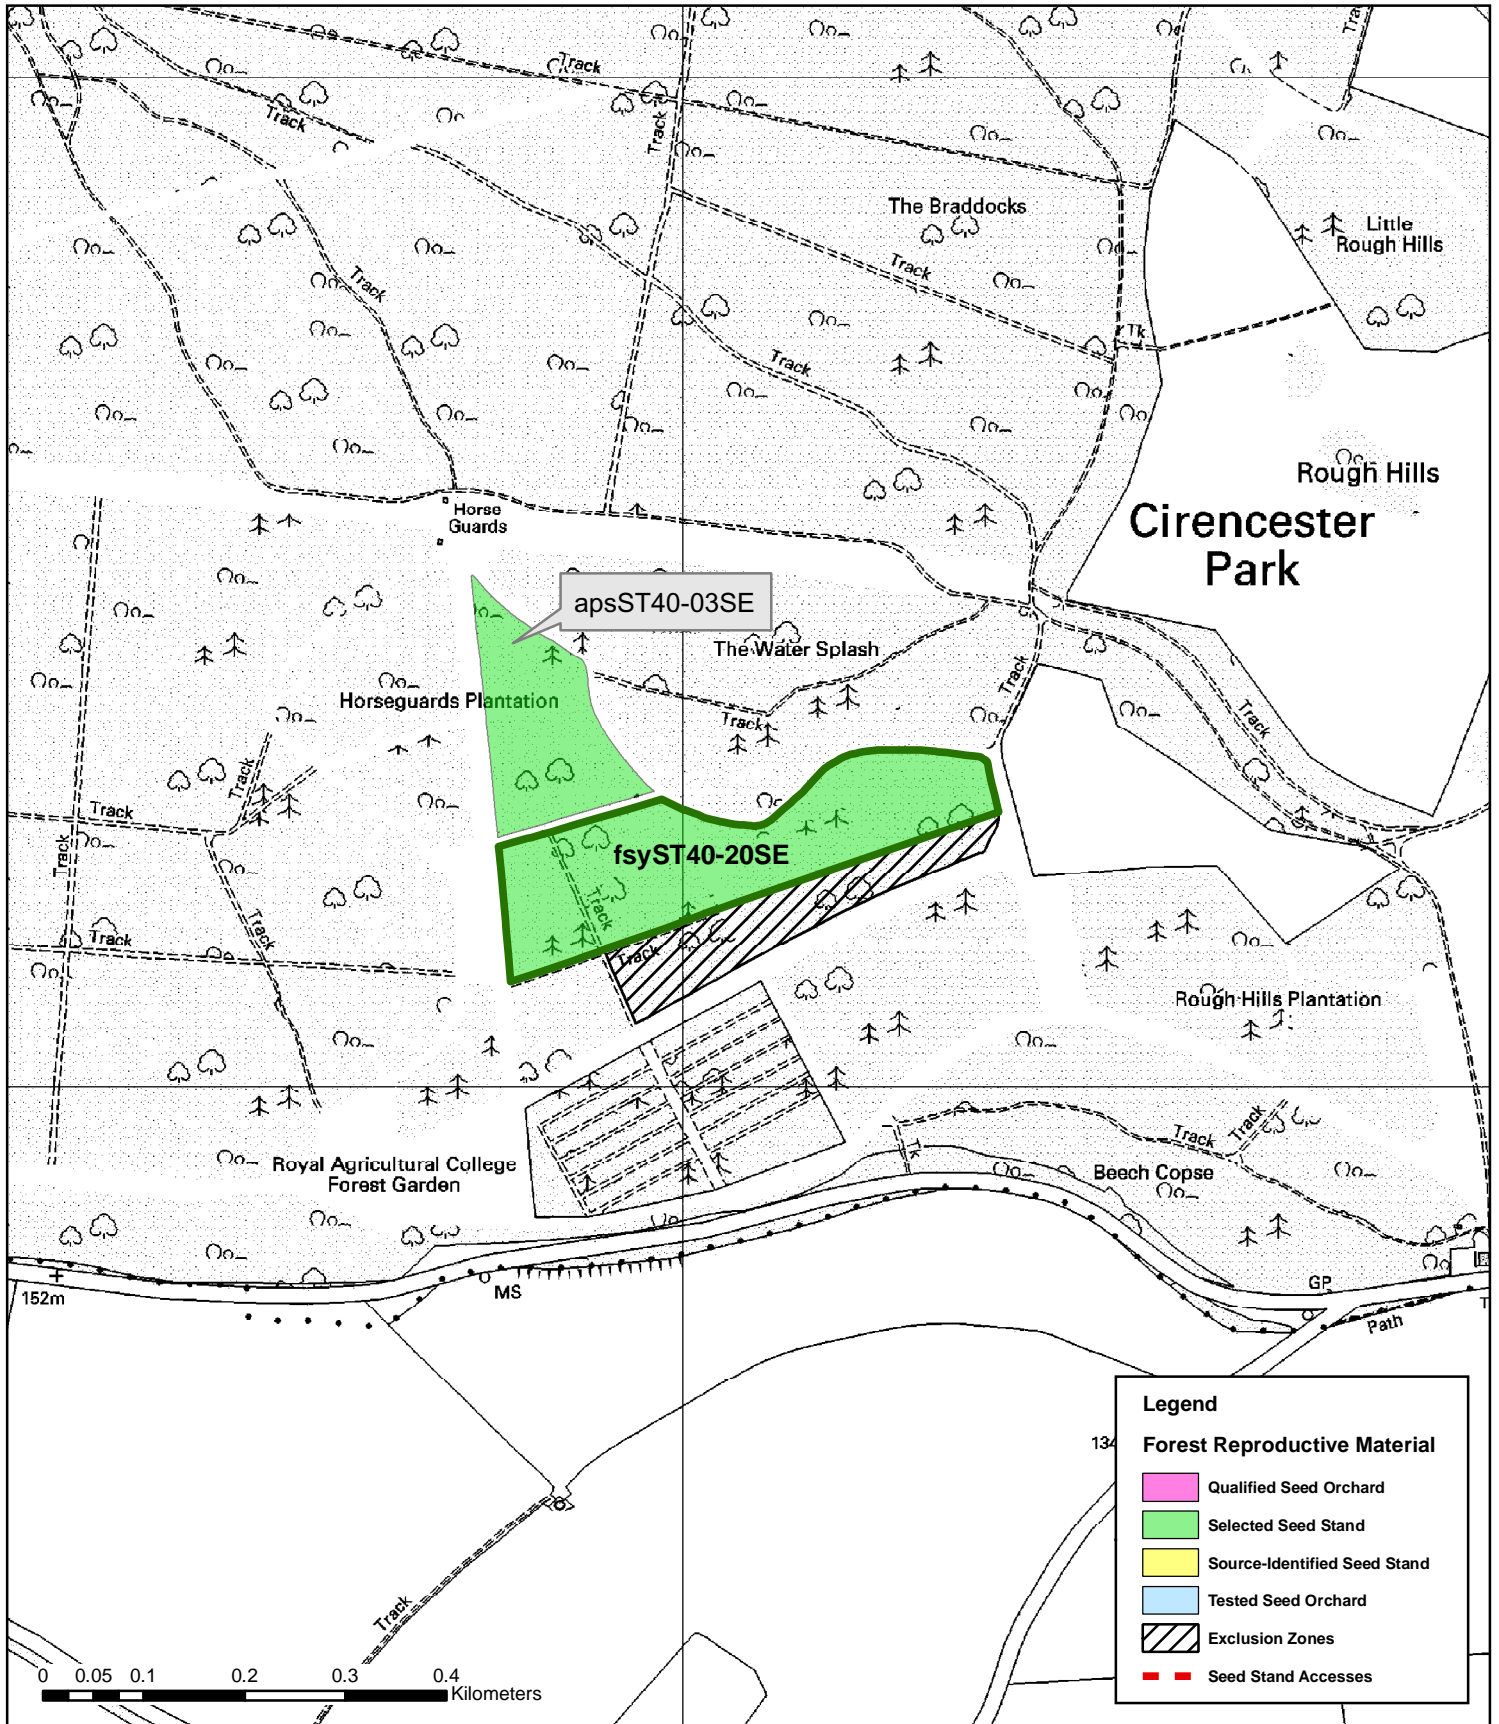 Trac
Track
Track
Track
The Braddocks
Little
Rough Hills
Track
Track
Tk
Track
Rough Hills
Horse
Guards
Cirencester
Park
apsST40-03SE
The Water Splash
Track
Horseguards Plantation
Track
Track
Track
Track
Track
fsyST40-20SE
Track
Track
Track
Track
Track
Rough Hills Plantation
Track
Track
Tk
Royal Agricultural College
Forest Garden
Beech Copse
152m
MS
GP
T
Path
134
Track
Legend
Forest Reproductive Material
Qualified Seed Orchard
Selected Seed Stand
Source-Identified Seed Stand
Tested Seed Orchard
Exclusion Zones
Seed Stand Accesses
0 0.05 0.1 0.2 0.3 0.4
Kilometers